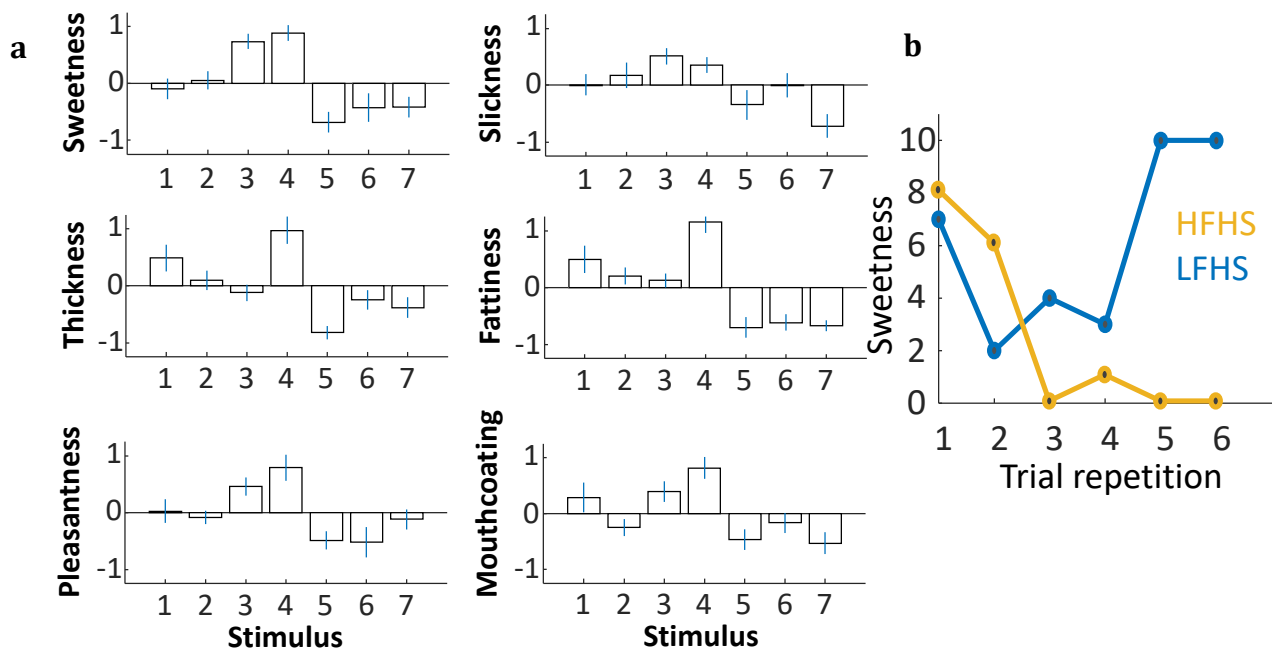 a
Sweetness
1
0
-1
1 2 3 4 5 6 7
Slickness
1
0
-1
1 2 3 4 5 6 7
Thickness
1
0
-1
1 2 3 4 5 6 7
Fattiness
1
0
-1
1 2 3 4 5 6 7
Pleasantness
1
0
-1
1 2 3 4 5 6 7
Stimulus
Mouthcoating
1
0
-1
1 2 3 4 5 6 7
Stimulus
b
Sweetness
10
8
6
4
2
0
HFHS
LFHS
1 2 3 4 5 6
Trial repetition